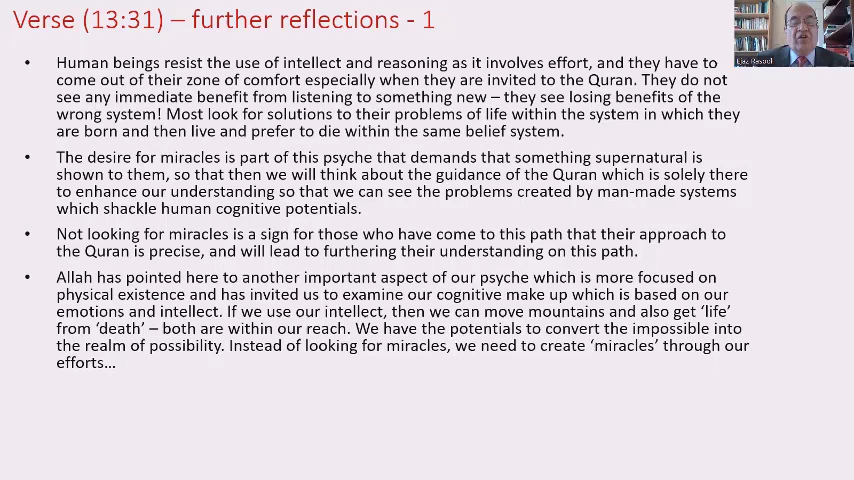 Verse (13:31) – further reflections - 1
• Human beings resist the use of intellect and reasoning as it involves effort, and they have to
come out of their zone of comfort especially when they are invited to the Quran. They do not
see any immediate benefit from listening to something new – they see losing benefits of the
wrong system! Most look for solutions to their problems of life within the system in which they
are born and then live and prefer to die within the same belief system.
• The desire for miracles is part of this psyche that demands that something supernatural is
shown to them, so that then we will think about the guidance of the Quran which is solely there
to enhance our understanding so that we can see the problems created by man-made systems
which shackle human cognitive potentials.
• Not looking for miracles is a sign for those who have come to this path that their approach to
the Quran is precise, and will lead to furthering their understanding on this path.
• Allah has pointed here to another important aspect of our psyche which is more focused on
physical existence and has invited us to examine our cognitive make up which is based on our
emotions and intellect. If we use our intellect, then we can move mountains and also get ‘life’
from ‘death’ – both are within our reach. We have the potentials to convert the impossible into
the realm of possibility. Instead of looking for miracles, we need to create ‘miracles’ through our
efforts…
Ejaz Rasool